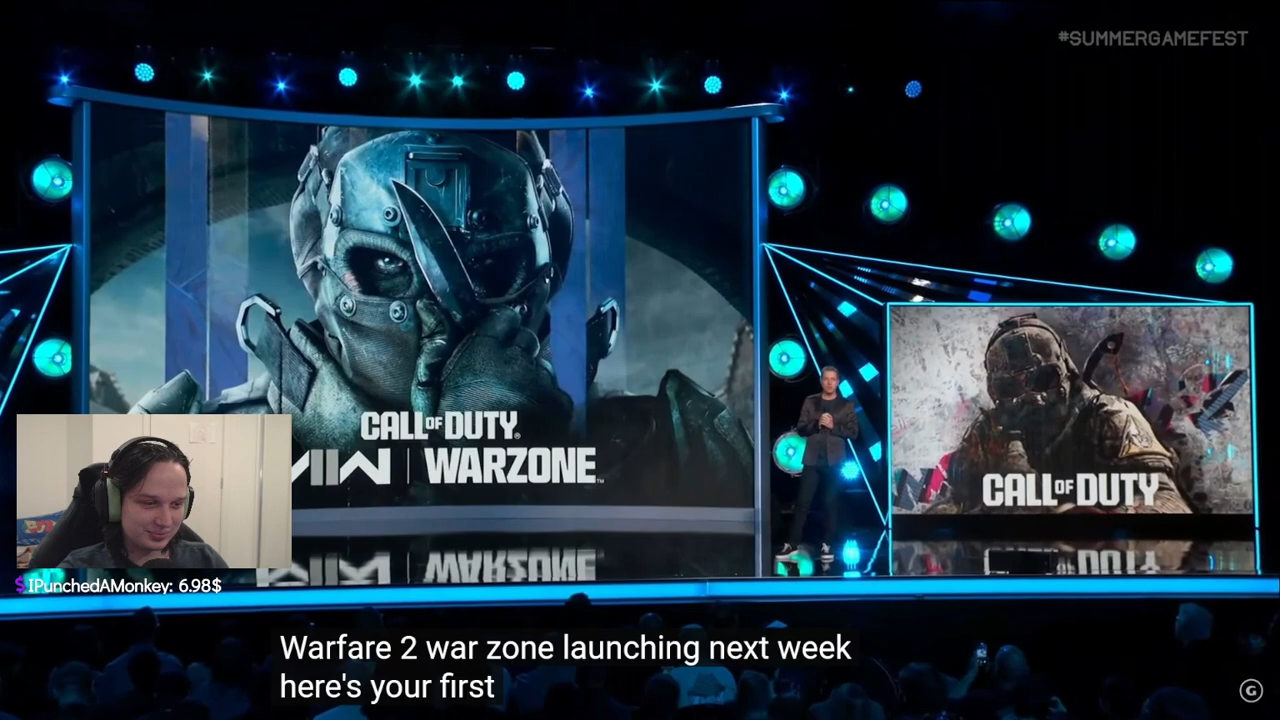 #SUMMERGAMEFEST
CALL OF DUTY®
MW | WARZONE™
CALL OF DUTY
$IPunchedAMonkey: 6.98$
Warfare 2 war zone launching next week
here's your first
G